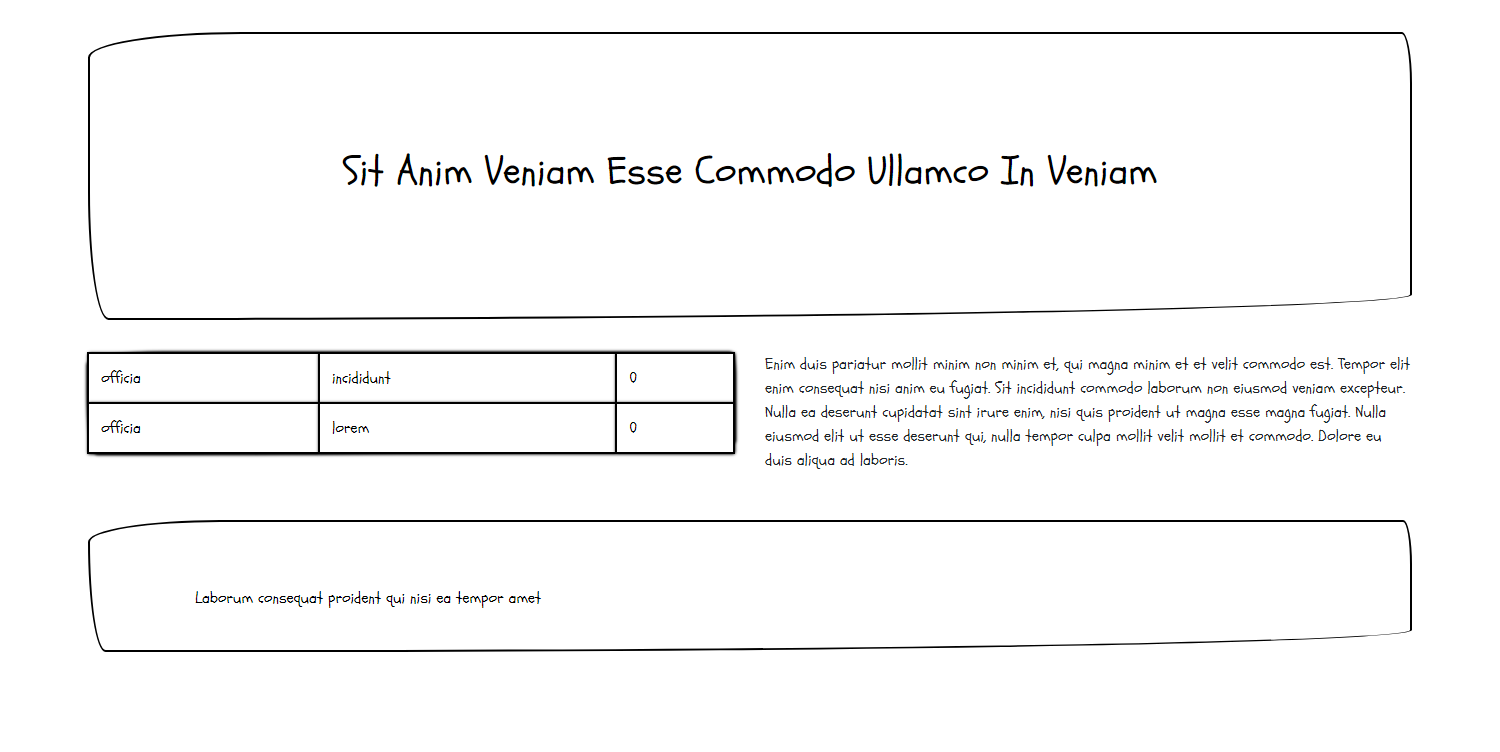 Sit Anim Veniam Esse Commodo Ullamco In Veniam
officia incididunt 0
officia lorem 0
Enim duis pariatur mollit minim non minim et, qui magna minim et et velit commodo est. Tempor elit
enim consequat nisi anim eu fugiat. Sit incididunt commodo laborum non eiusmod veniam excepteur.
Nulla ea deserunt cupidatat sint irure enim, nisi quis proident ut magna esse magna fugiat. Nulla
eiusmod elit ut esse deserunt qui, nulla tempor culpa mollit velit mollit et commodo. Dolore eu
duis aliqua ad laboris.
Laborum consequat proident qui nisi ea tempor amet